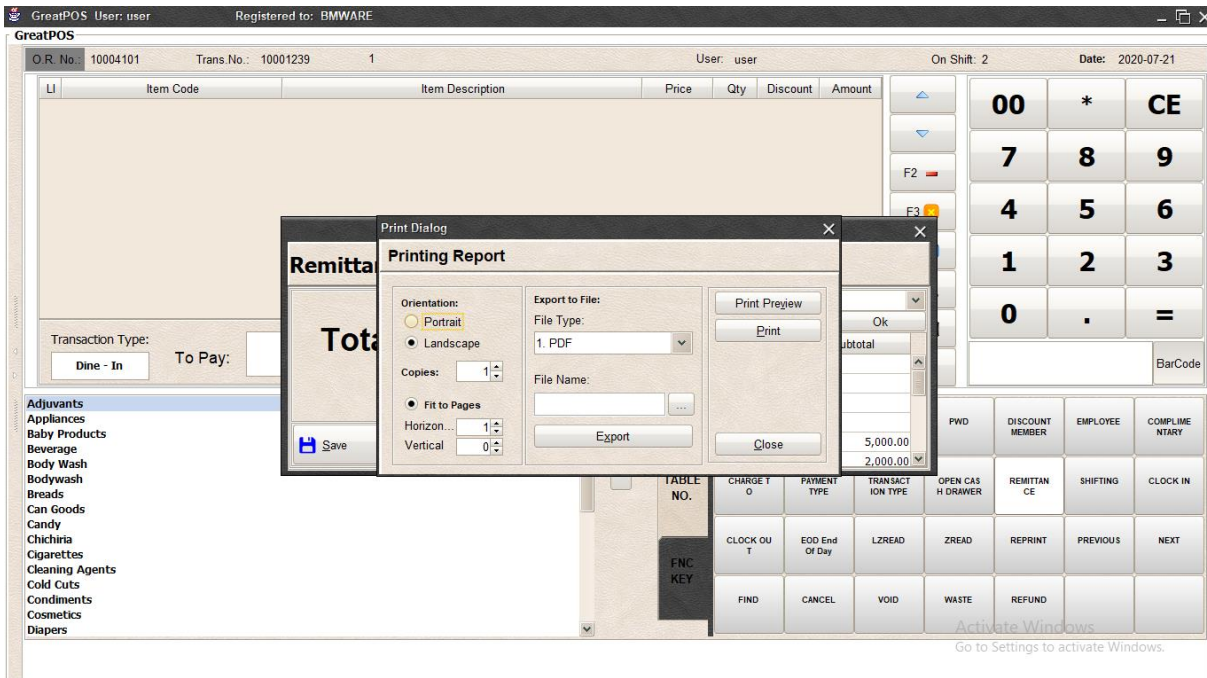 GreatPOS User: user Registered to: BMWARE
GreatPOS
O.R. No.: 10004101 Trans.No.: 10001239 1 User: user On Shift: 2 Date: 2020-07-21
LI Item Code Item Description Price Qty Discount Amount
00 * CE
7 8 9
F2
F3
4 5 6
1 2 3
0 . =
BarCode
Print Dialog
Printing Report
Orientation:
Portrait
Landscape
Copies: 1
Fit to Pages
Horizon... 1
Vertical 0
Export to File:
File Type:
1. PDF
File Name:
...
Export
Print Preview
Print
Close
Remitta
Tota
Save
Ok
ubtotal
5,000.00
2,000.00
Transaction Type:
Dine - In
To Pay:
Adjuvants
Appliances
Baby Products
Beverage
Body Wash
Bodywash
Breads
Can Goods
Candy
Chichiria
Cigarettes
Cleaning Agents
Cold Cuts
Condiments
Cosmetics
Diapers
TABLE
NO.
FNC
KEY
PWD
DISCOUNT
MEMBER
EMPLOYEE
COMPLIME
NTARY
CHARGE T
O
PAYMENT
TYPE
TRANSACT
ION TYPE
OPEN CAS
H DRAWER
REMITTAN
CE
SHIFTING
CLOCK IN
CLOCK OU
T
EOD End
Of Day
LZREAD
ZREAD
REPRINT
PREVIOUS
NEXT
FIND
CANCEL
VOID
WASTE
REFUND
Activate Windows
Go to Settings to activate Windows.